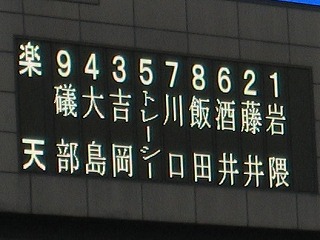 楽天
9 礒部
4 大島
3 吉岡
5 トレーシー
7 川口
8 飯田
6 酒井
2 藤井
1 岩隈